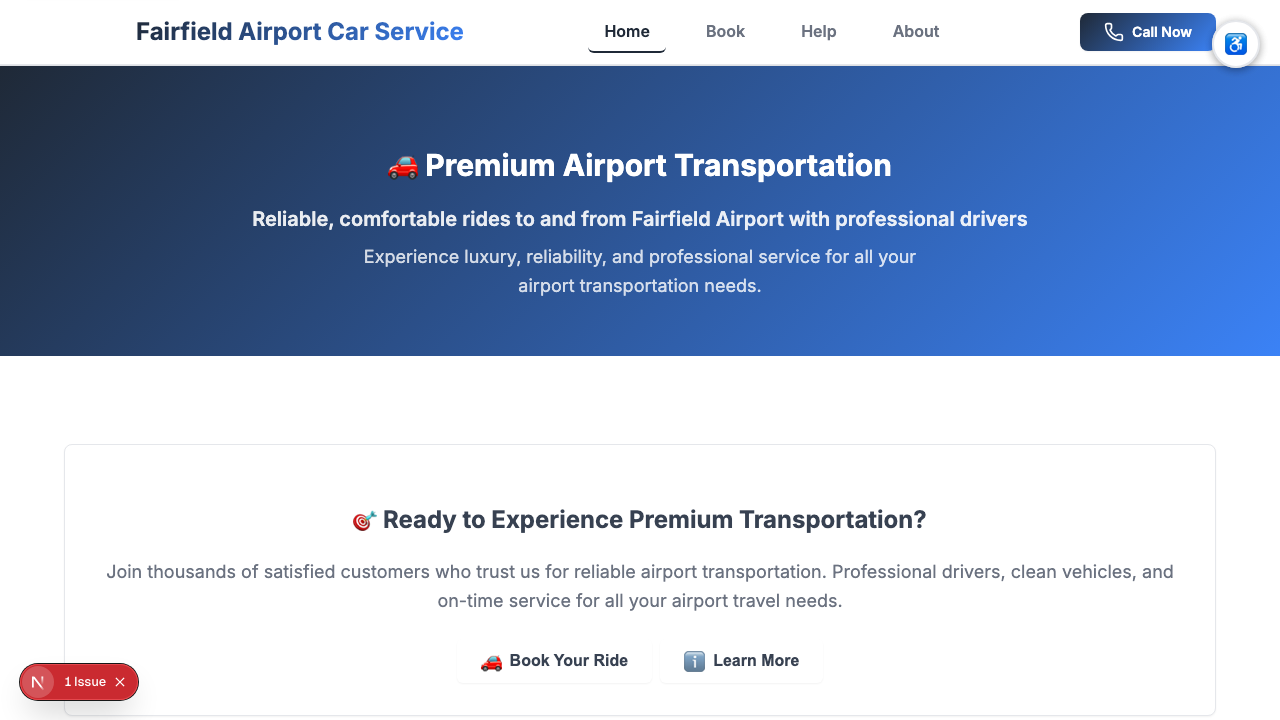 Fairfield Airport Car Service
Home
Book
Help
About
Call Now
Premium Airport Transportation
Reliable, comfortable rides to and from Fairfield Airport with professional drivers
Experience luxury, reliability, and professional service for all your
airport transportation needs.
Ready to Experience Premium Transportation?
Join thousands of satisfied customers who trust us for reliable airport transportation. Professional drivers, clean vehicles, and
on-time service for all your airport travel needs.
Book Your Ride
Learn More
N
1 Issue